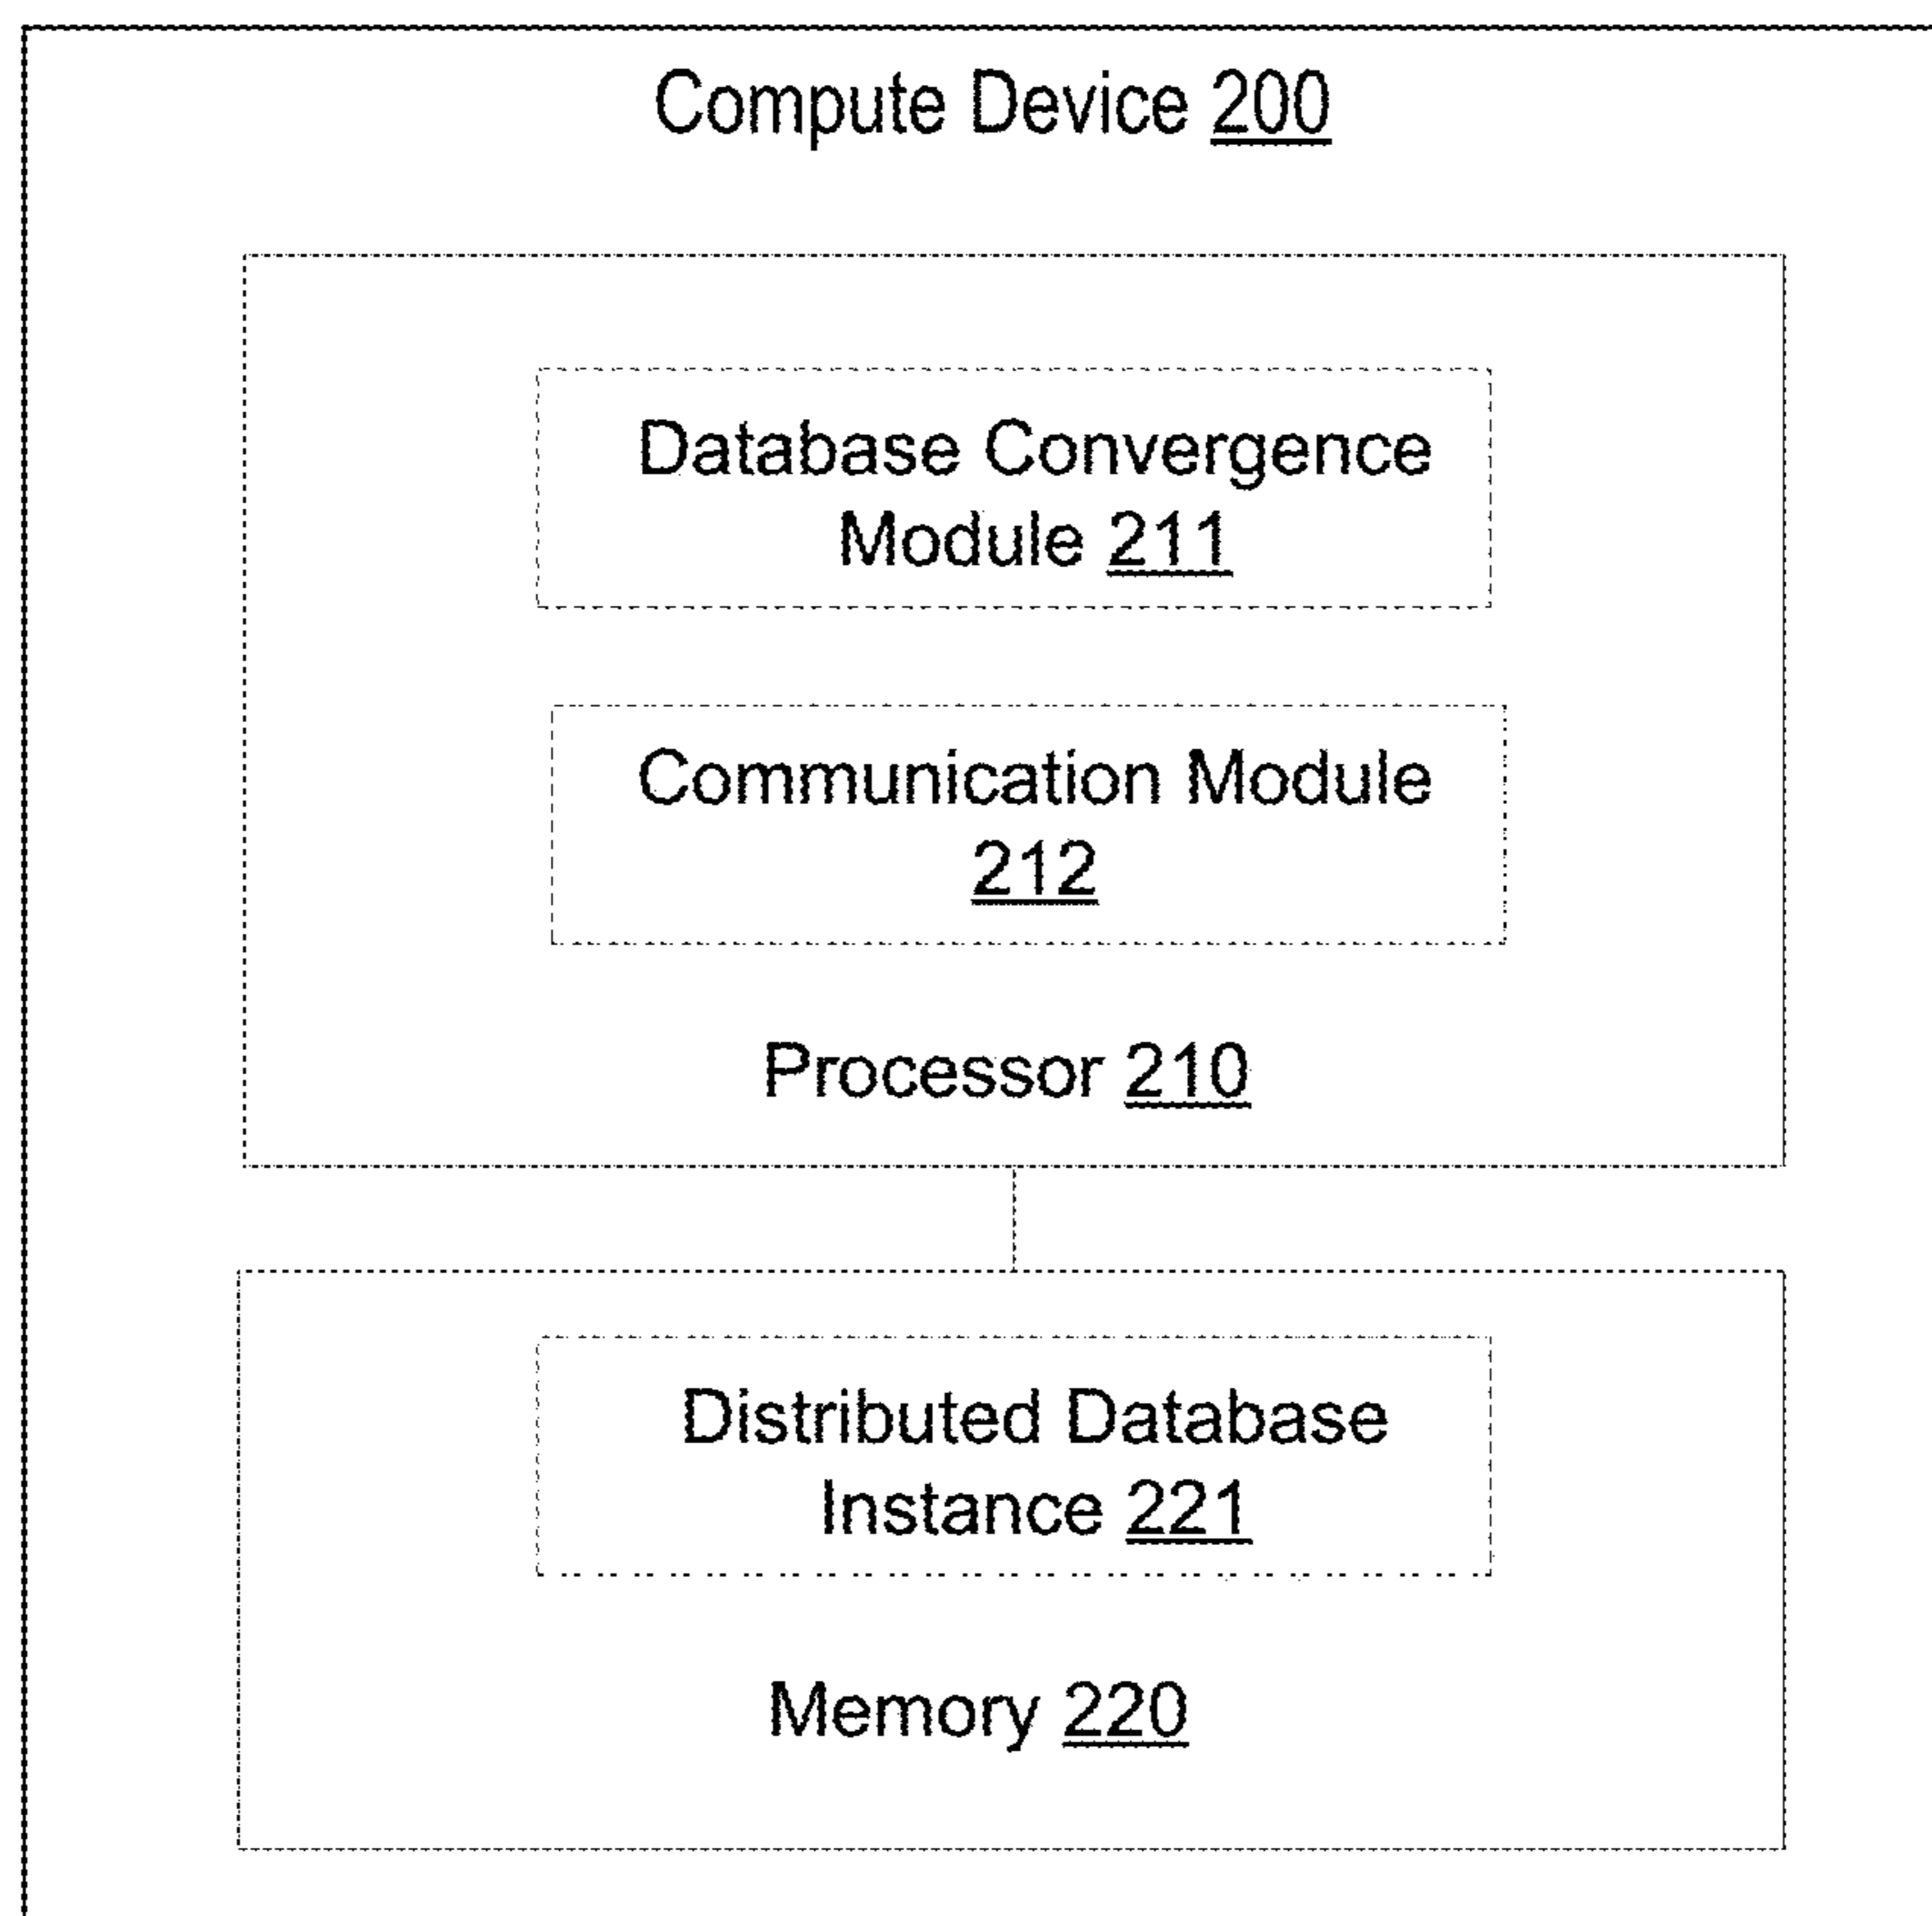 Compute Device 200
Database Convergence
Module 211
Communication Module
212
Processor 210
Distributed Database
Instance 221
Memory 220